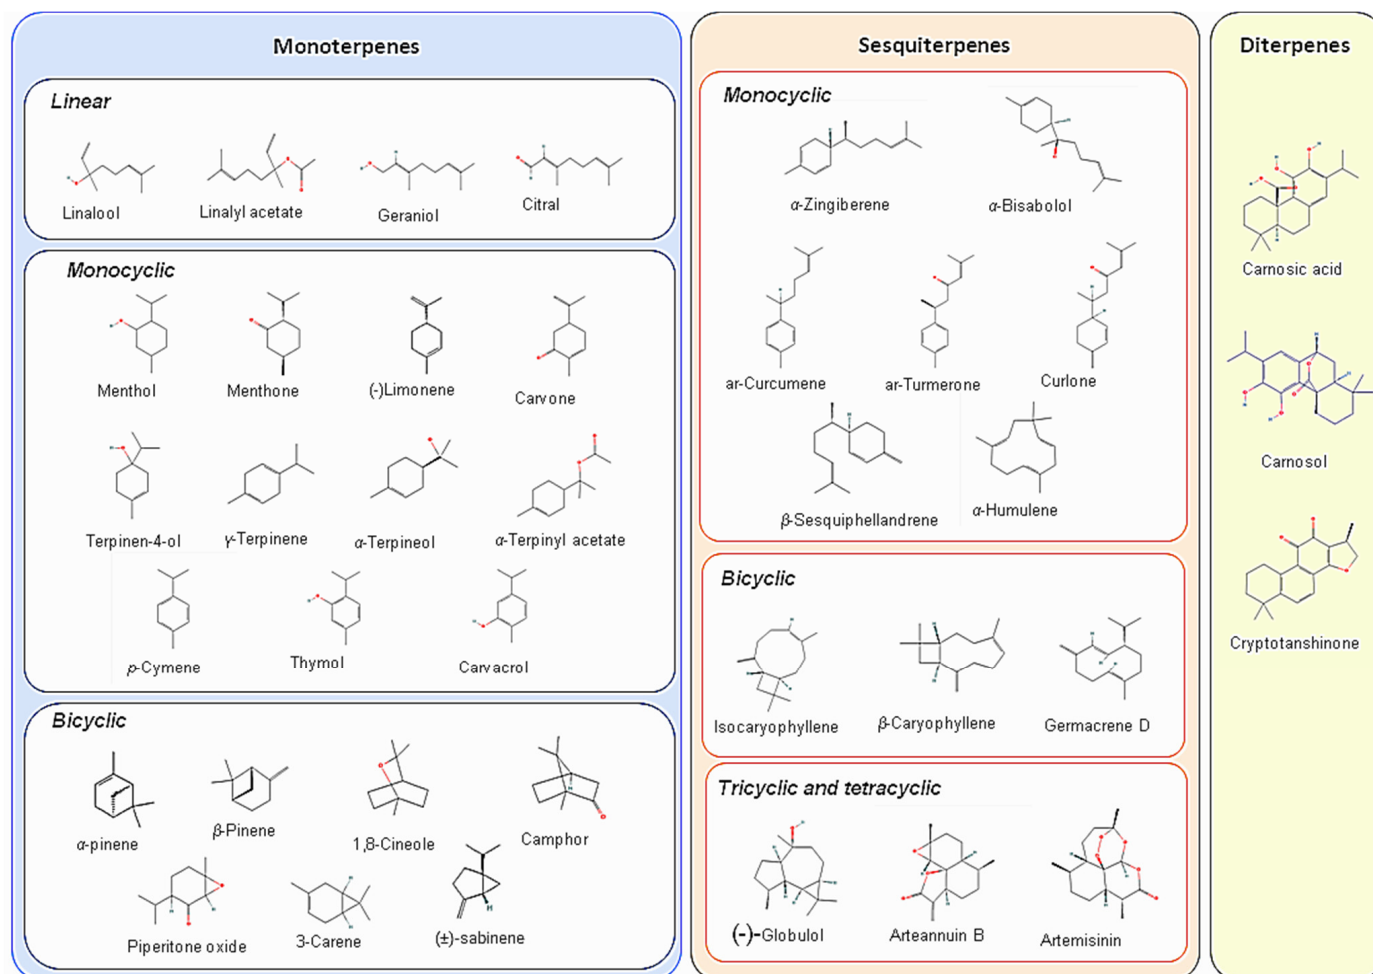 Monoterpenes
Linear
Linalool
Linalyl acetate
Geraniol
Citral
Monocyclic
Menthol
Menthone
(-)Limonene
Carvone
Terpinen-4-ol
γ-Terpinene
α-Terpineol
α-Terpinyl acetate
p-Cymene
Thymol
Carvacrol
Bicyclic
α-pinene
β-Pinene
1,8-Cineole
Camphor
Piperitone oxide
3-Carene
(±)-sabinene
Sesquiterpenes
Monocyclic
α-Zingiberene
α-Bisabolol
ar-Curcumene
ar-Turmerone
Curlone
β-Sesquiphellandrene
α-Humulene
Bicyclic
Isocaryophyllene
β-Caryophyllene
Germacrene D
Tricyclic and tetracyclic
(-)-Globulol
Arteannuin B
Artemisinin
Diterpenes
Carnosic acid
Carnosol
Cryptotanshinone